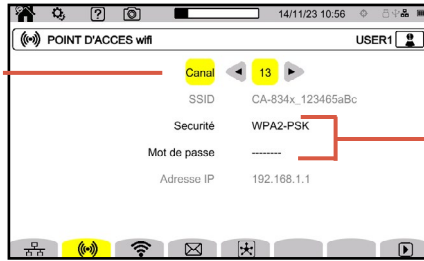 14/11/23 10:56
POINT D'ACCES wifi USER1
Canal 13
SSID CA-834x_123465aBc
Securité WPA2-PSK
Mot de passe --------
Adresse IP 192.168.1.1